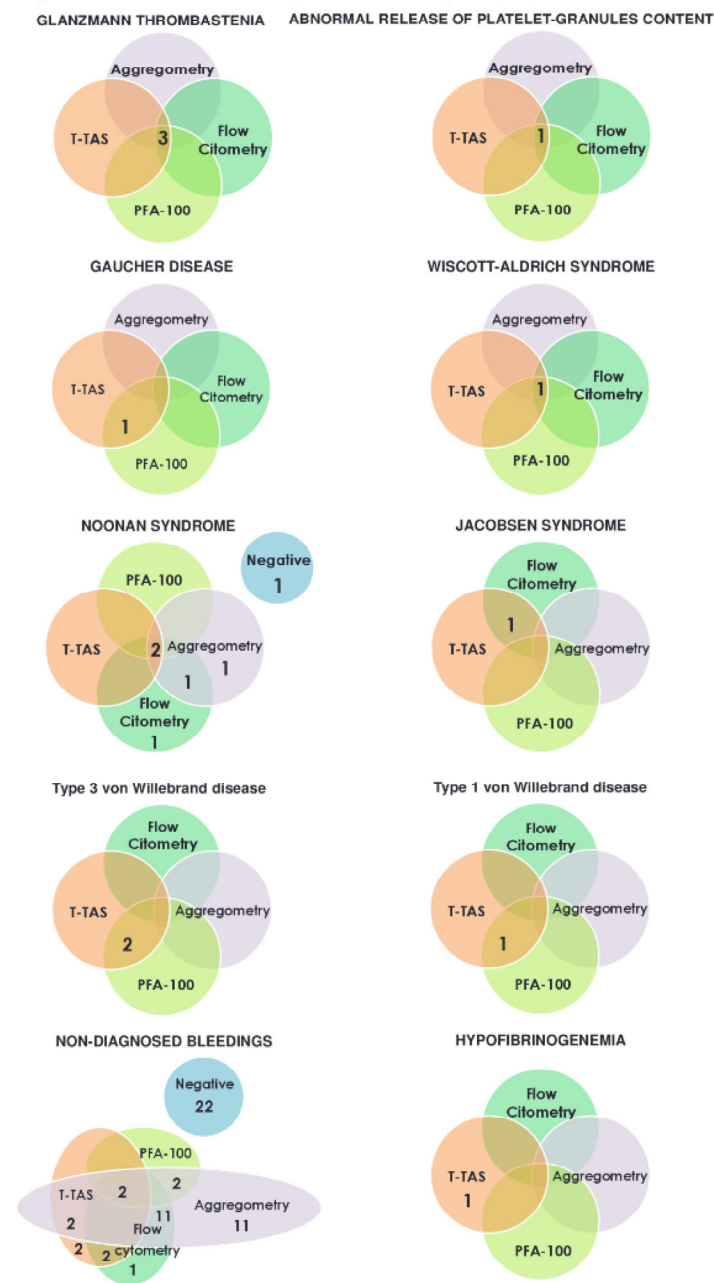 GLANZMANN THROMBASTENIA
Aggregometry
T-TAS
3
Flow
Citometry
PFA-100
ABNORMAL RELEASE OF PLATELET-GRANULES CONTENT
Aggregometry
T-TAS
1
Flow
Citometry
PFA-100
GAUCHER DISEASE
Aggregometry
T-TAS
Flow
Citometry
1
PFA-100
WISCOTT-ALDRICH SYNDROME
Aggregometry
T-TAS
1
Flow
Citometry
PFA-100
NOONAN SYNDROME
Negative
1
PFA-100
T-TAS
2
Aggregometry
1
1
Flow
Citometry
1
JACOBSEN SYNDROME
Flow
Citometry
1
T-TAS
Aggregometry
PFA-100
Type 3 von Willebrand disease
Flow
Citometry
T-TAS
Aggregometry
2
PFA-100
Type 1 von Willebrand disease
Flow
Citometry
T-TAS
Aggregometry
1
PFA-100
NON-DIAGNOSED BLEEDINGS
Negative
22
PFA-100
T-TAS
2
2
Aggregometry
2
11
11
Flow
cytometry
2
2
1
HYPOFIBRINOGENEMIA
Flow
Citometry
T-TAS
1
Aggregometry
PFA-100